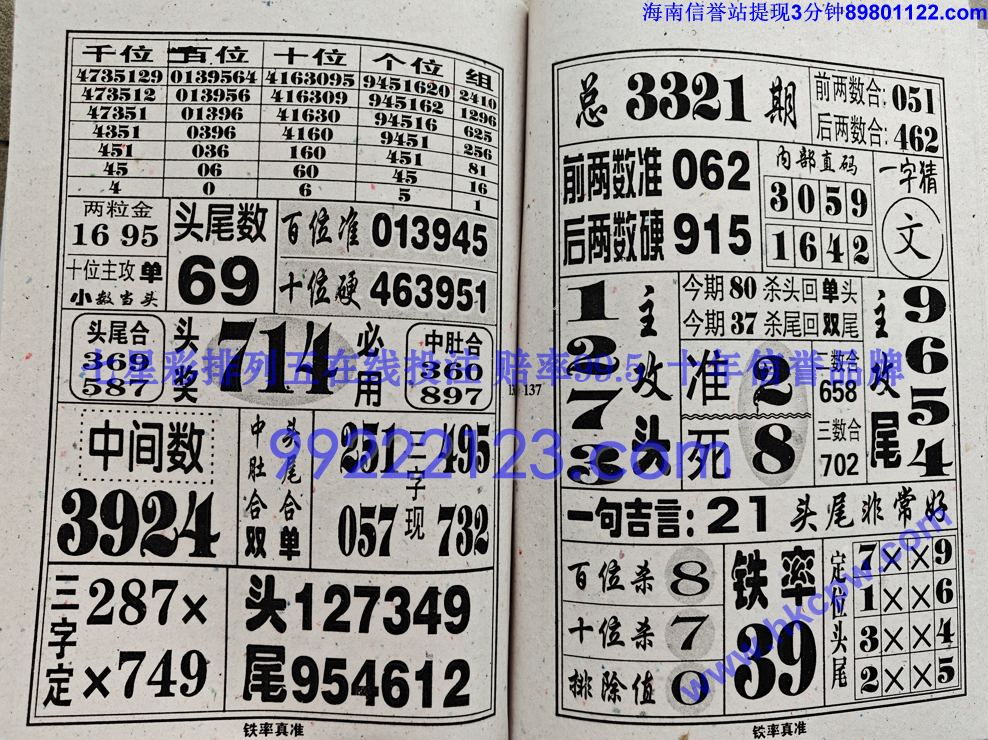 海南信誉站提现3分钟89801122.com
千位 百位 十位 个位 组
4735129 0139564 4163095 9451620 2410
473512 013956 416309 945162 1296
47351 01396 41630 94516 625
4351 0396 4160 9451 256
451 036 160 451 81
45 06 60 45 16
4 0 6 5 1
两粒金
16 95
头尾数
69
百位准 013945
十位硬 463951
十位主攻单
小数当头
头尾合
369
587
头奖
714
必用
中肚合
360
897
七星彩排列五在线投注 赔率99.5 十年信誉品牌
中间数
3924
中肚合双
头尾合单
251
三字现
495
057
732
99222123.com
三字定
287×
×749
头127349
尾954612
铁率真准
137
总 3321 期
前两数合:051
后两数合:462
前两数准 062
后两数硬 915
内部直码
3059
1642
一字猜
文
1
2
7
3
主攻头
今期 80 杀头回单头
今期 37 杀尾回双尾
准 2
死 8
二数合
658
三数合
702
主攻尾
9
6
5
4
一句吉言:21 头尾非常好
百位杀 8
十位杀 7
排除值 0
铁率
39
定位头尾
7××9
1××6
3××4
2××5
www.hkcpw.com
铁率真准